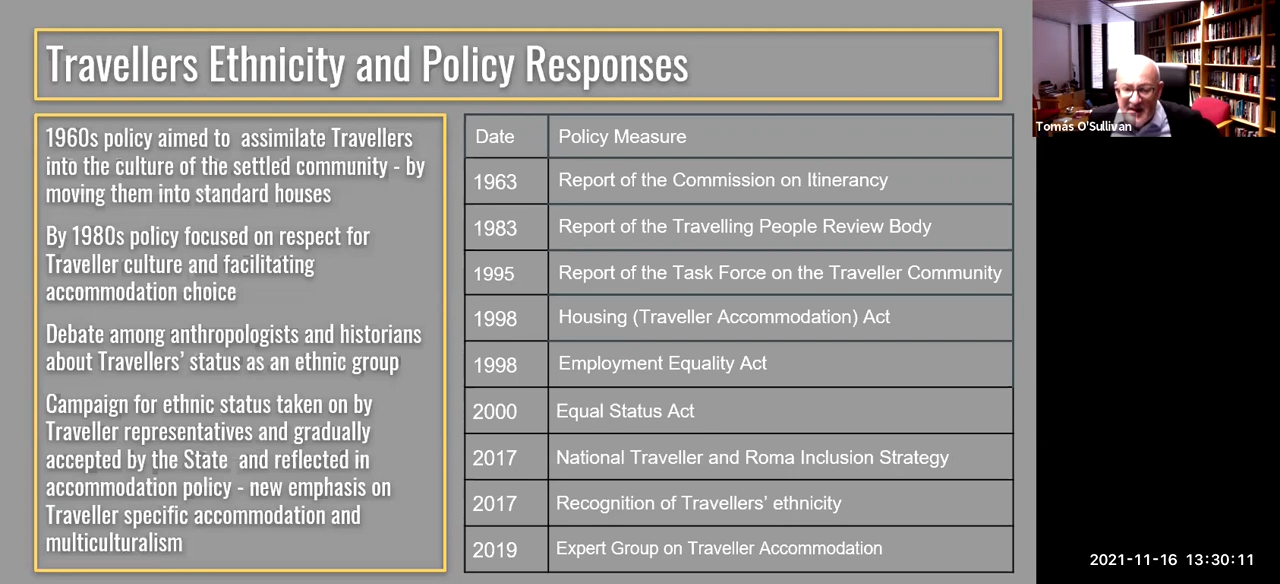 Travellers Ethnicity and Policy Responses
1960s policy aimed to assimilate Travellers
into the culture of the settled community - by
moving them into standard houses
By 1980s policy focused on respect for
Traveller culture and facilitating
accommodation choice
Debate among anthropologists and historians
about Travellers’ status as an ethnic group
Campaign for ethnic status taken on by
Traveller representatives and gradually
accepted by the State and reflected in
accommodation policy - new emphasis on
Traveller specific accommodation and
multiculturalism
Date Policy Measure
1963 Report of the Commission on Itinerancy
1983 Report of the Travelling People Review Body
1995 Report of the Task Force on the Traveller Community
1998 Housing (Traveller Accommodation) Act
1998 Employment Equality Act
2000 Equal Status Act
2017 National Traveller and Roma Inclusion Strategy
2017 Recognition of Travellers’ ethnicity
2019 Expert Group on Traveller Accommodation
Tomás O'Sullivan
2021-11-16 13:30:11